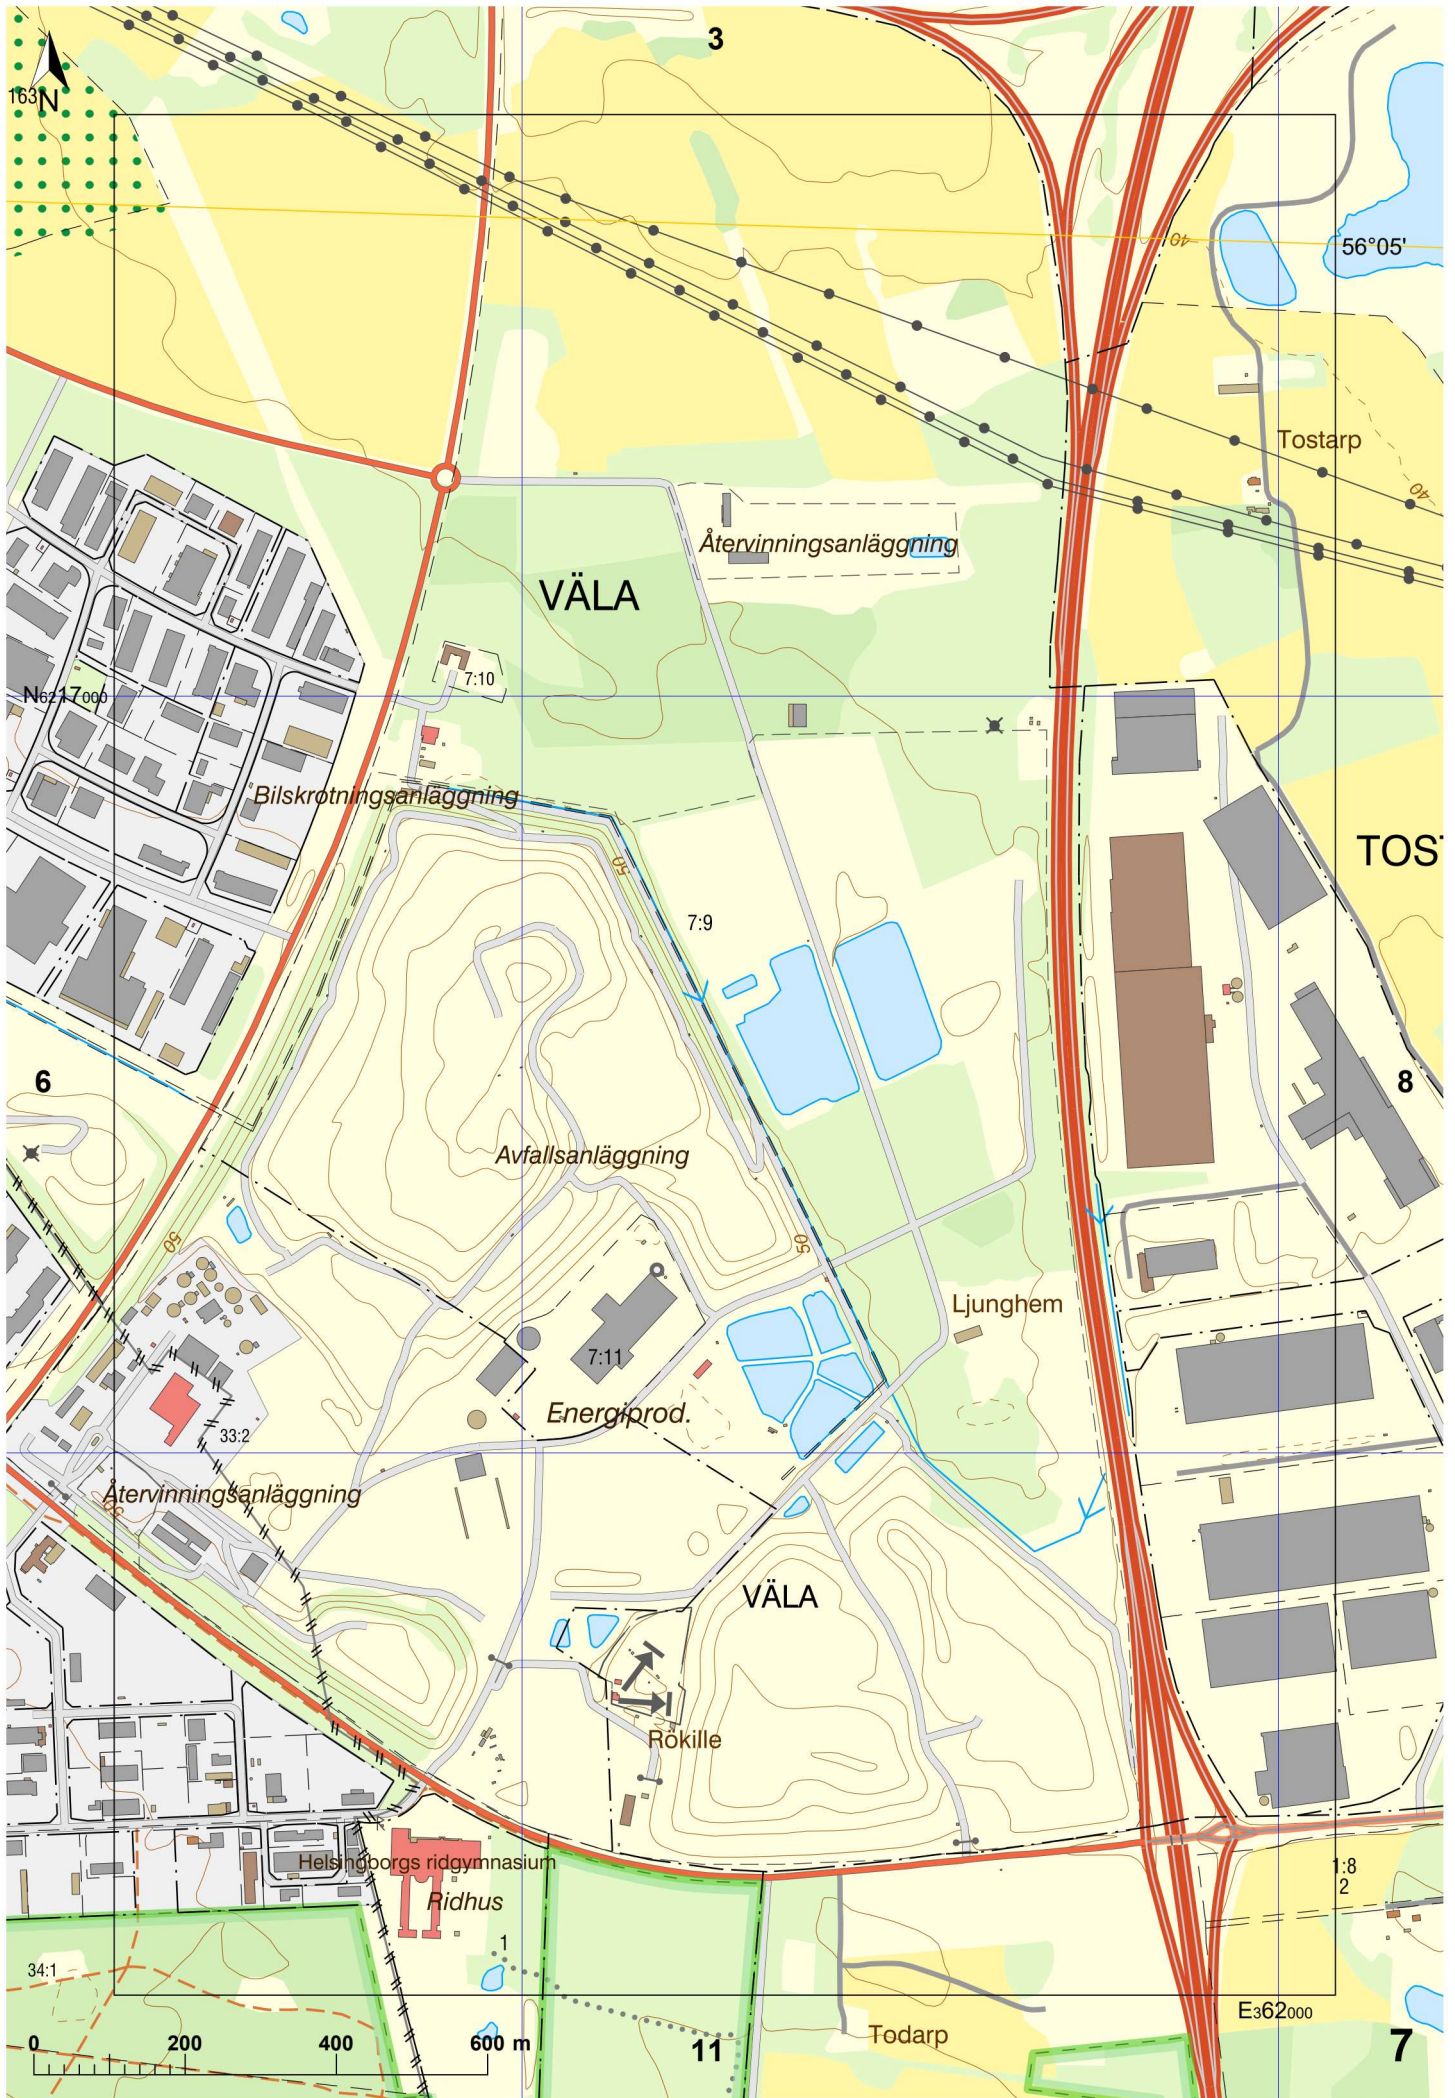 3
163
N
40
56°05'
Tostarp
40
Återvinningsanläggning
VÄLA
7:10
N6217000
Bilskrotningsanläggning
TOS
50
7:9
6
8
Avfallsanläggning
50
50
Ljunghem
7:11
Energiprod.
33:2
Återvinningsanläggning
50
VÄLA
Rökille
Helsingborgs ridgymnasium
1:8
2
Ridhus
1
34:1
E362000
0 200 400 600 m
11
Todarp
7